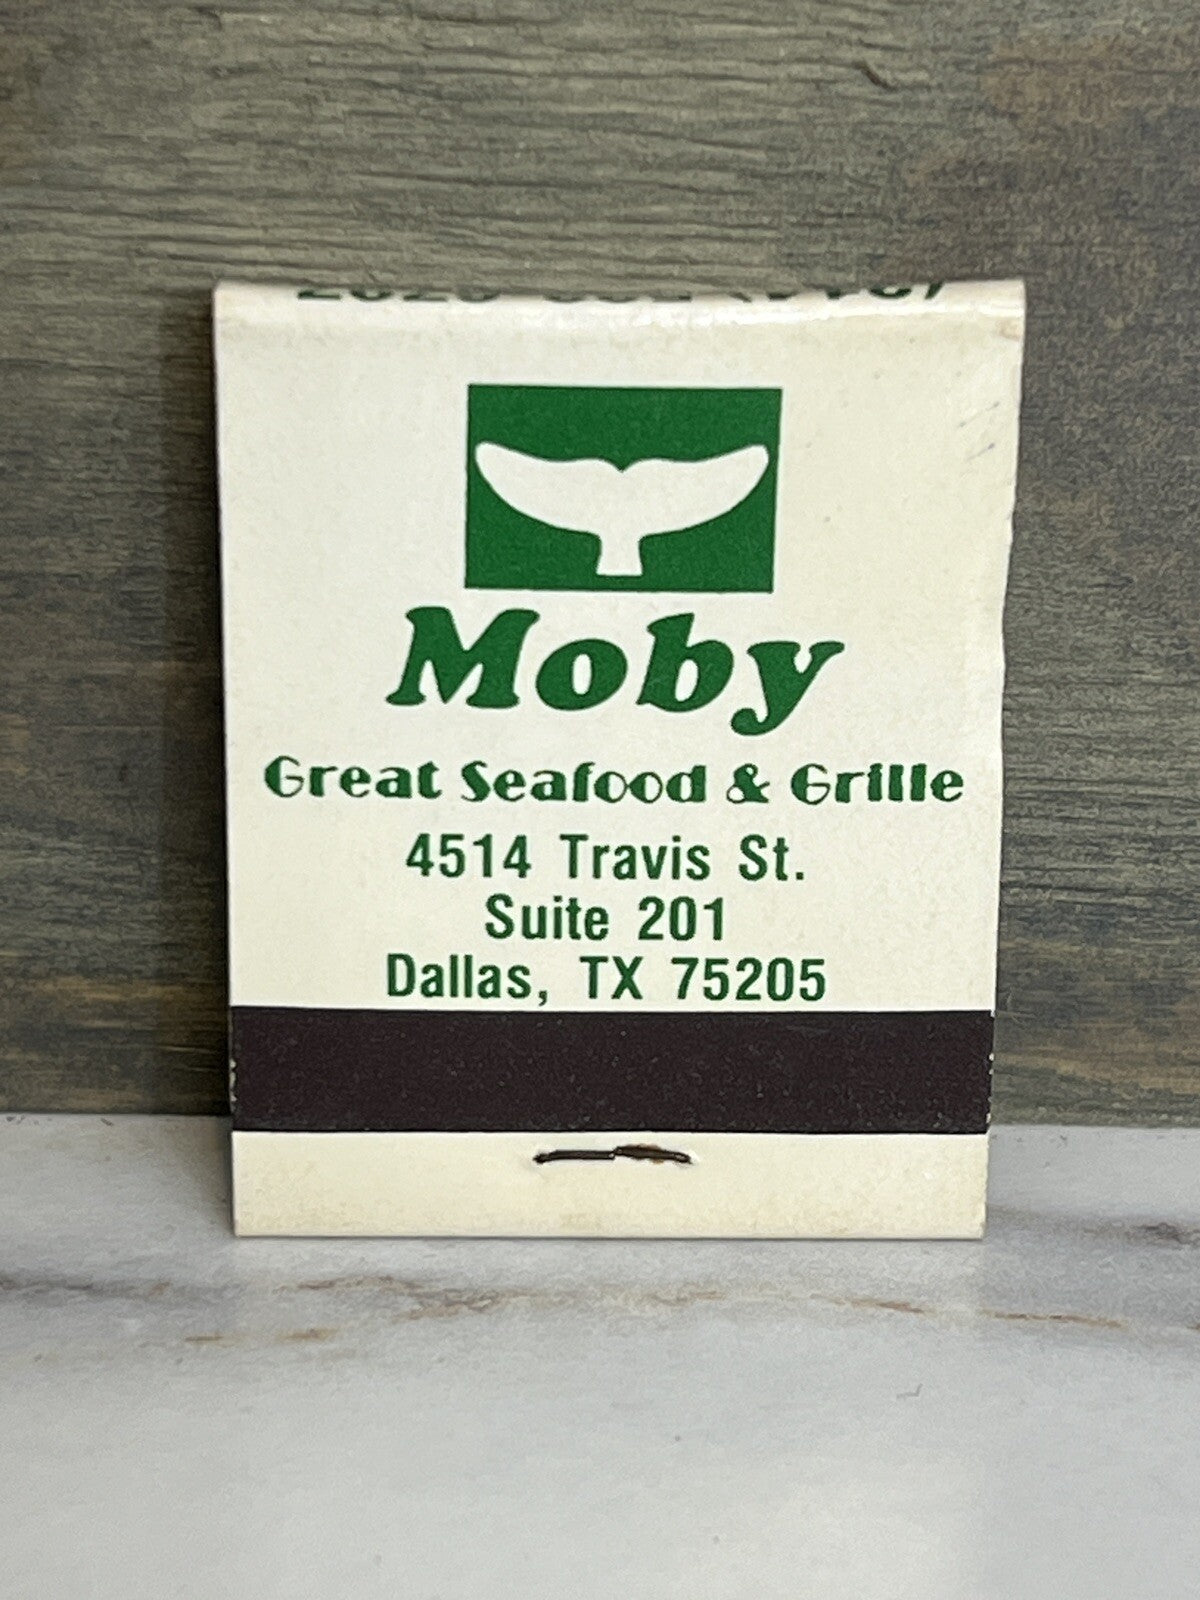 Moby
Great Seafood & Grille
4514 Travis St.
Suite 201
Dallas, TX 75205